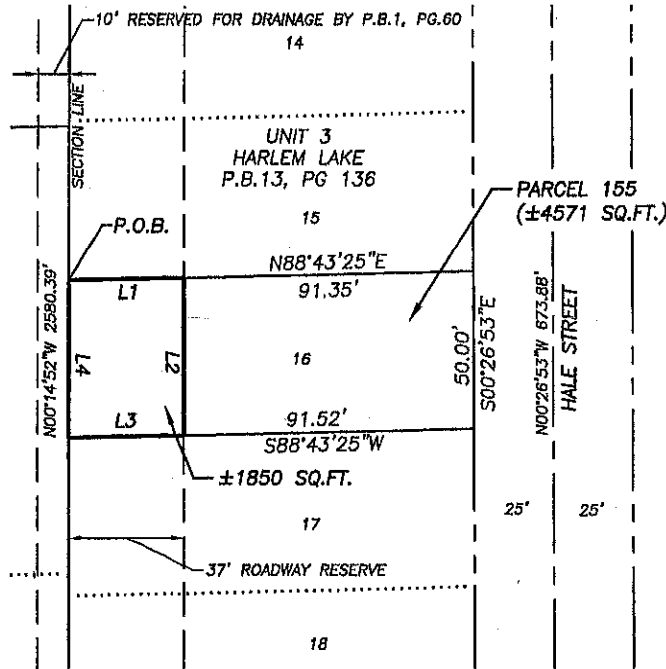 10' RESERVED FOR DRAINAGE BY P.B.1, PG.60
14
SECTION LINE
UNIT 3
HARLEM LAKE
P.B.13, PG 136
PARCEL 155
(±4571 SQ.FT.)
15
P.O.B.
N88°43'25"E
L1
91.35'
N00°14'52"W 2580.39'
L4
L2
16
50.00'
S00°26'53"E
N00°26'53"W 673.88'
HALE STREET
L3
91.52'
S88°43'25"W
±1850 SQ.FT.
17
25'
25'
37' ROADWAY RESERVE
18